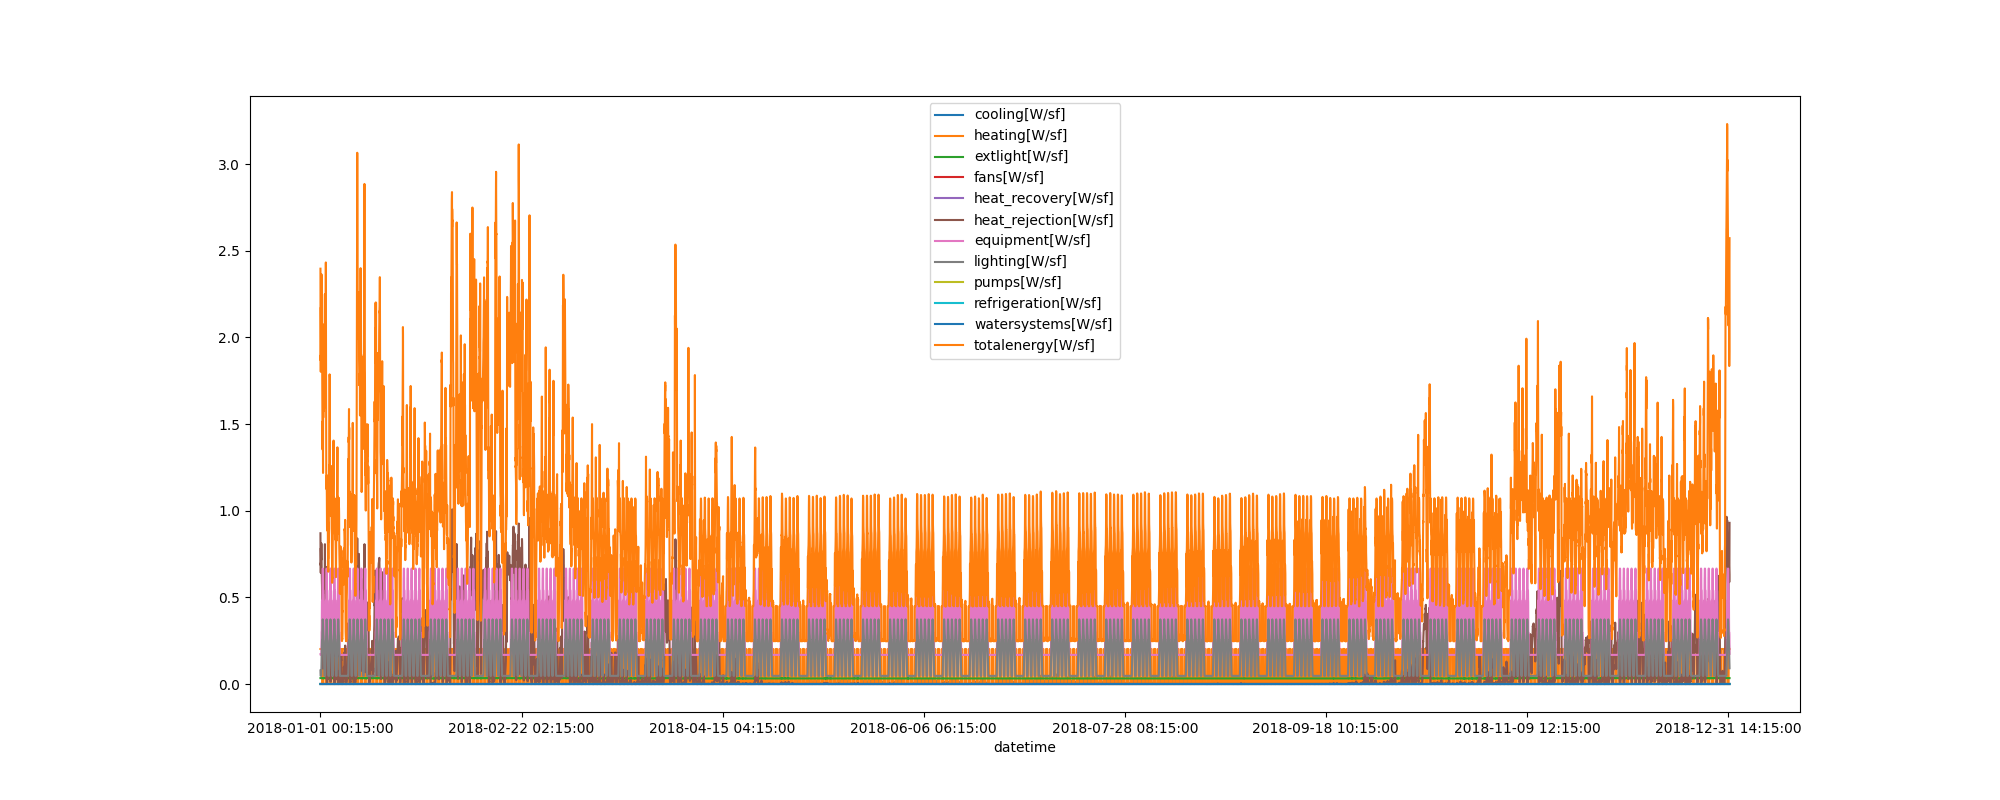 cooling[W/sf]
heating[W/sf]
extlight[W/sf]
fans[W/sf]
heat_recovery[W/sf]
heat_rejection[W/sf]
equipment[W/sf]
lighting[W/sf]
pumps[W/sf]
refrigeration[W/sf]
watersystems[W/sf]
totalenergy[W/sf]
3.0
2.5
2.0
1.5
1.0
0.5
0.0
2018-01-01 00:15:00 2018-02-22 02:15:00 2018-04-15 04:15:00 2018-06-06 06:15:00 2018-07-28 08:15:00 2018-09-18 10:15:00 2018-11-09 12:15:00 2018-12-31 14:15:00
datetime